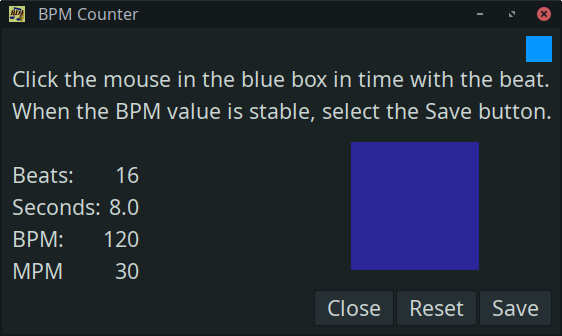 BPM Counter
Click the mouse in the blue box in time with the beat.
When the BPM value is stable, select the Save button.
Beats: 16
Seconds: 8.0
BPM: 120
MPM 30
Close Reset Save